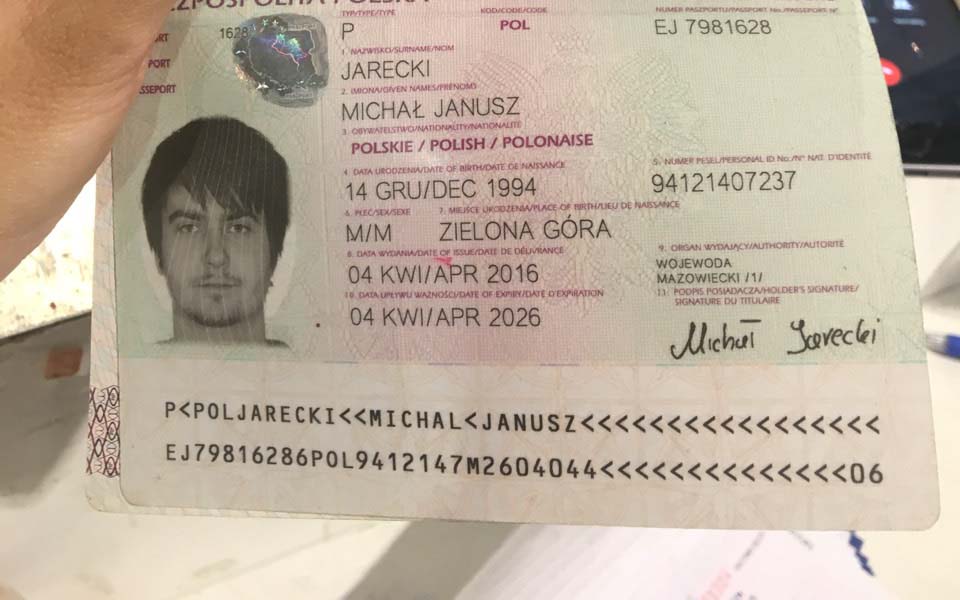 RZECZPOSPOLITA POLSKA
TYP/TYPE/TYPE KOD/CODE/CODE NUMER PASZPORTU/PASSPORT No./PASSEPORT N°
P POL EJ 7981628
1628
1. NAZWISKO/SURNAME/NOM
JARECKI
PORT
SSEPORT
2. IMIONA/GIVEN NAMES/PRÉNOMS
MICHAŁ JANUSZ
3. OBYWATELSTWO/NATIONALITY/NATIONALITÉ
POLSKIE / POLISH / POLONAISE
4. DATA URODZENIA/DATE OF BIRTH/DATE DE NAISSANCE 5. NUMER PESEL/PERSONAL ID No./N° NAT. D'IDENTITÉ
14 GRU/DEC 1994 94121407237
6. PŁEĆ/SEX/SEXE 7. MIEJSCE URODZENIA/PLACE OF BIRTH/LIEU DE NAISSANCE
M/M ZIELONA GÓRA
8. DATA WYDANIA/DATE OF ISSUE/DATE DE DÉLIVRANCE 9. ORGAN WYDAJĄCY/AUTHORITY/AUTORITÉ
04 KWI/APR 2016 WOJEWODA
MAZOWIECKI /1/
10. DATA UPŁYWU WAŻNOŚCI/DATE OF EXPIRY/DATE D'EXPIRATION 11. PODPIS POSIADACZA/HOLDER'S SIGNATURE/
SIGNATURE DU TITULAIRE
04 KWI/APR 2026
Michał Jarecki
P<POLJARECKI<<MICHAL<JANUSZ<<<<<<<<<<<<<<<<<
EJ79816286POL9412147M2604044<<<<<<<<<<<<<<06